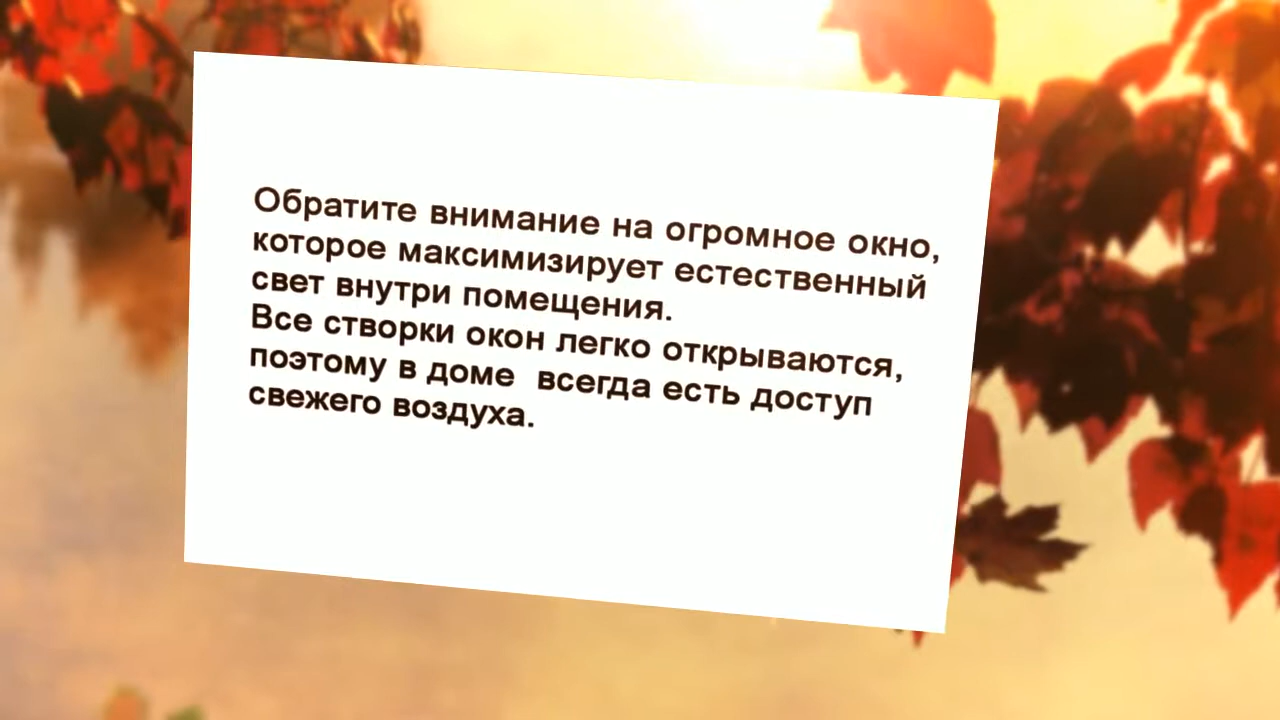 Обратите внимание на огромное окно,
которое максимизирует естественный
свет внутри помещения.
Все створки окон легко открываются,
поэтому в доме  всегда есть доступ
свежего воздуха.